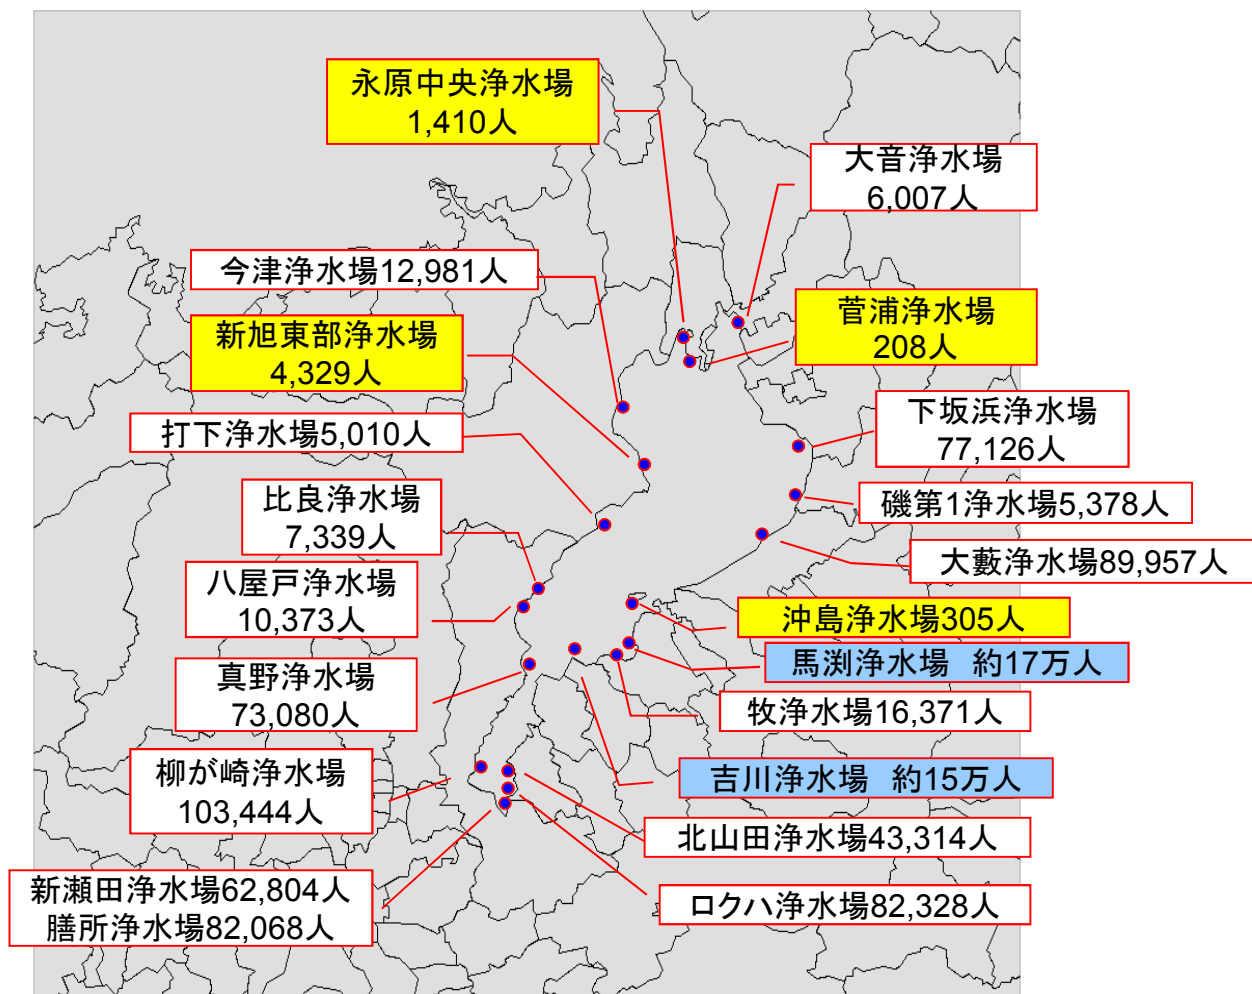 永原中央浄水場
1,410人
大音浄水場
6,007人
今津浄水場12,981人
菅浦浄水場
208人
新旭東部浄水場
4,329人
下坂浜浄水場
77,126人
打下浄水場5,010人
比良浄水場
7,339人
磯第1浄水場5,378人
大藪浄水場89,957人
八屋戸浄水場
10,373人
沖島浄水場305人
馬渕浄水場 約17万人
真野浄水場
73,080人
牧浄水場16,371人
柳が崎浄水場
103,444人
吉川浄水場 約15万人
北山田浄水場43,314人
新瀬田浄水場62,804人
膳所浄水場82,068人
ロクハ浄水場82,328人